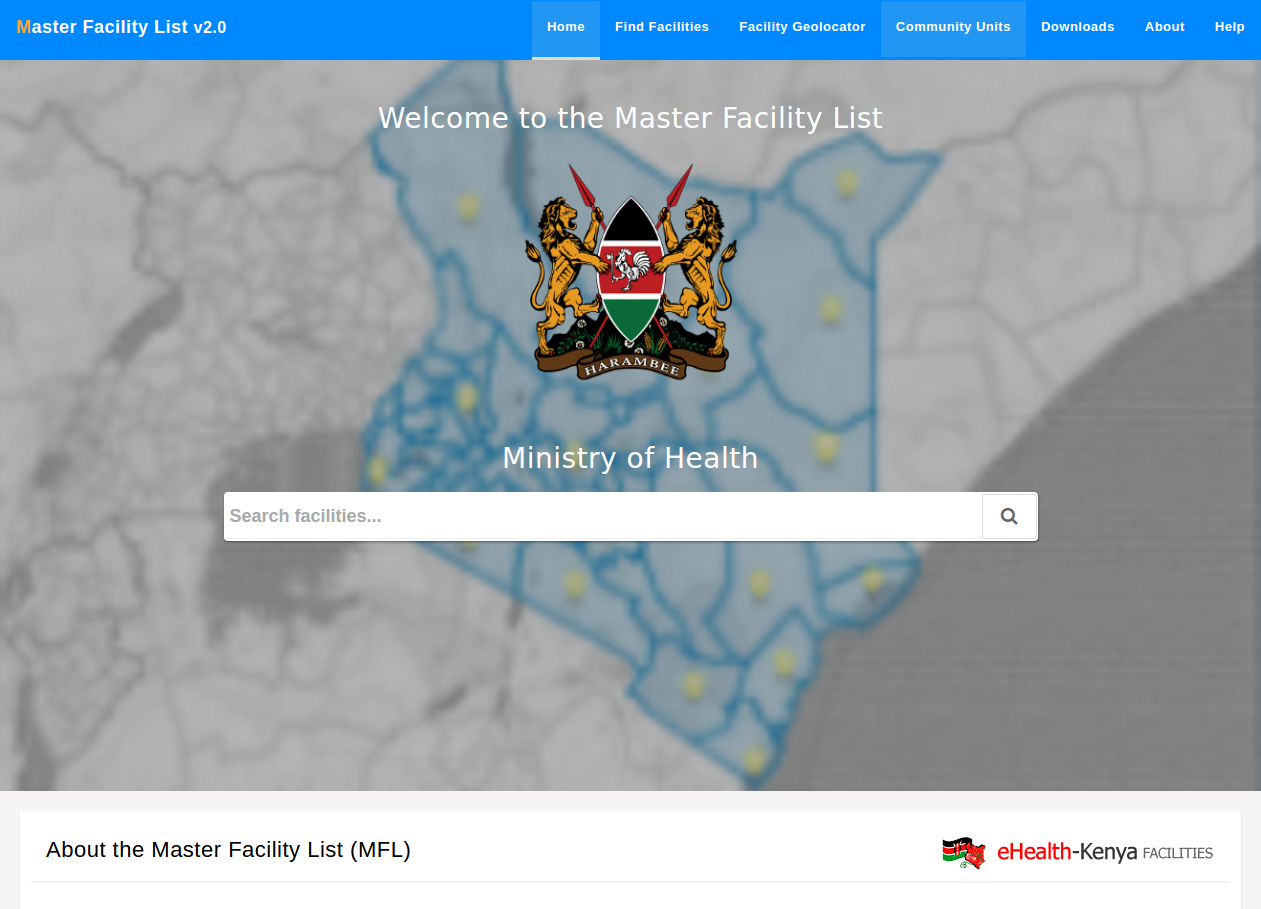 Master Facility List v2.0
Home
Find Facilities
Facility Geolocator
Community Units
Downloads
About
Help
Welcome to the Master Facility List
HARAMBEE
Ministry of Health
Search facilities...
About the Master Facility List (MFL)
eHealth-Kenya FACILITIES